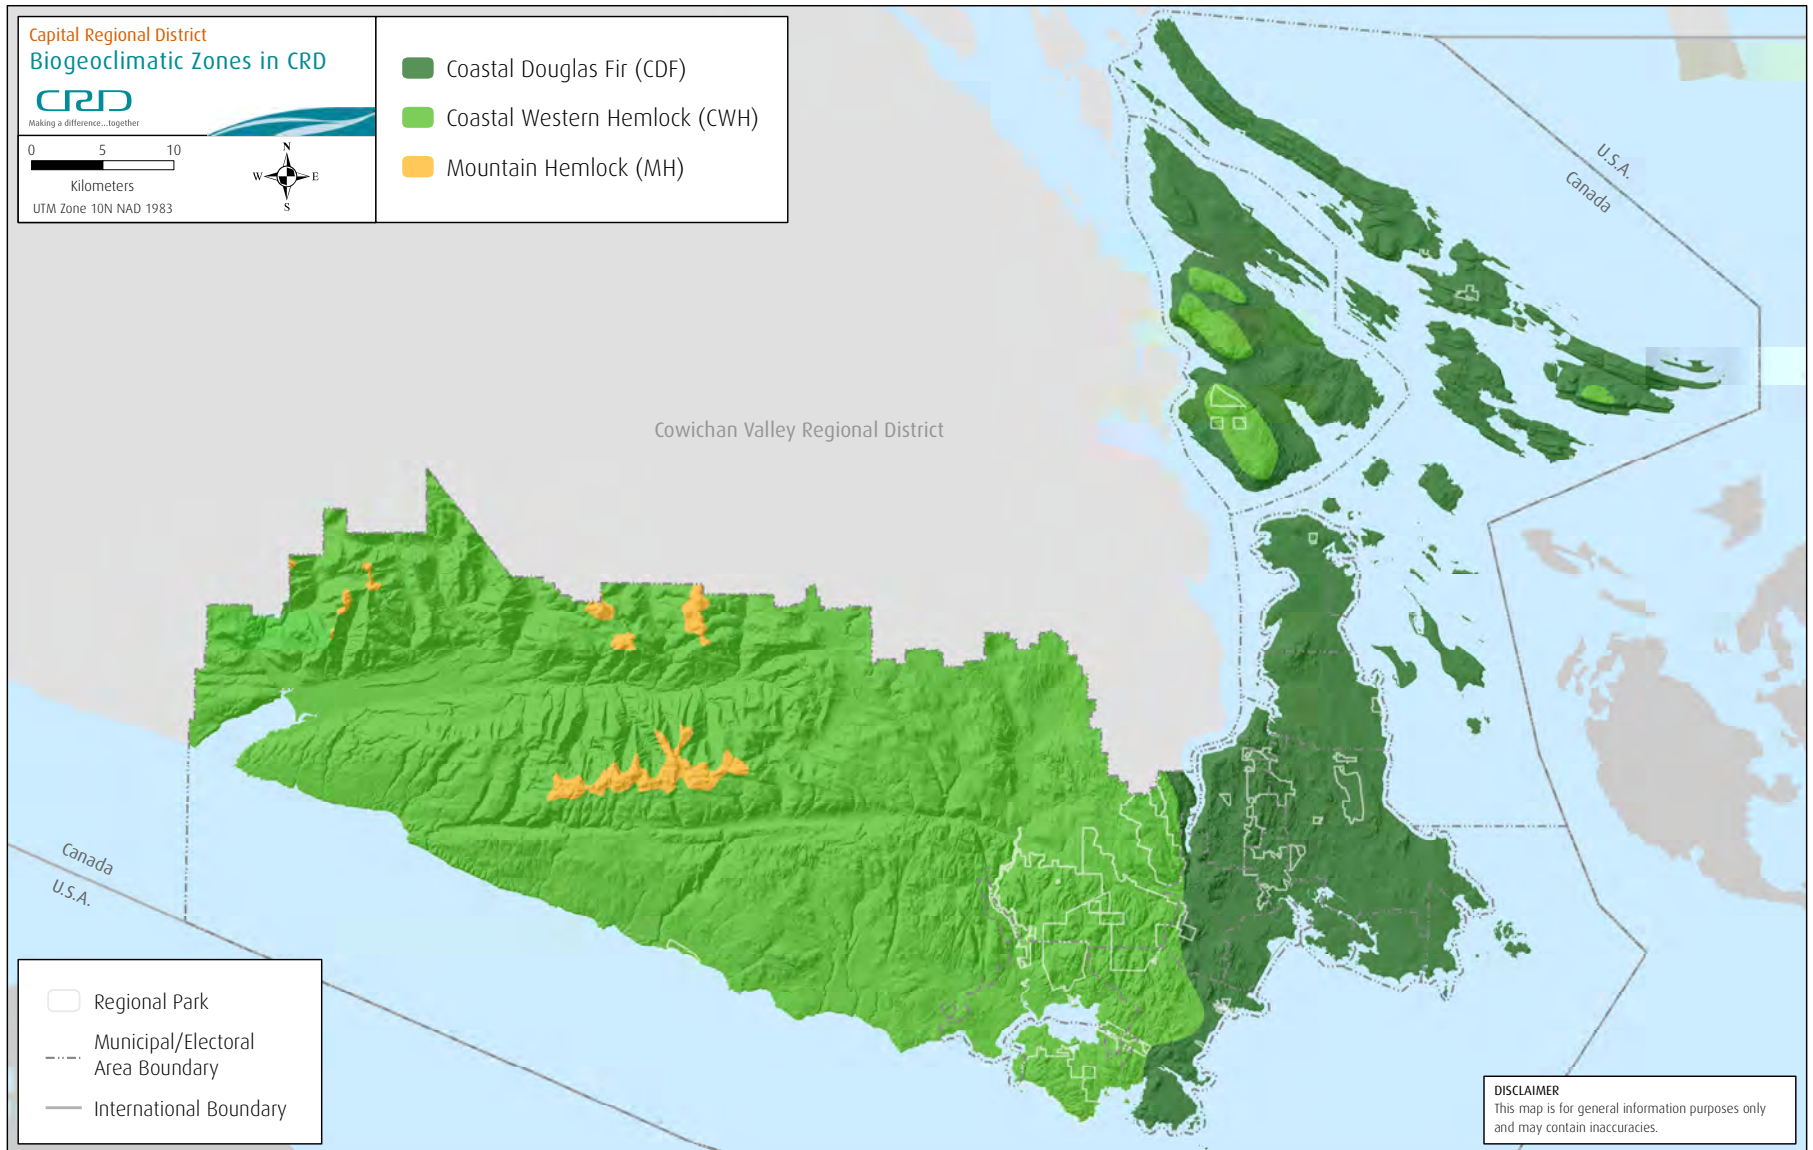 Capital Regional District
Biogeoclimatic Zones in CRD
CRD
Making a difference...together
0 5 10
Kilometers
UTM Zone 10N NAD 1983
N
W E
S
Coastal Douglas Fir (CDF)
Coastal Western Hemlock (CWH)
Mountain Hemlock (MH)
U.S.A.
Canada
Cowichan Valley Regional District
Canada
U.S.A.
Regional Park
Municipal/Electoral
Area Boundary
International Boundary
DISCLAIMER
This map is for general information purposes only
and may contain inaccuracies.